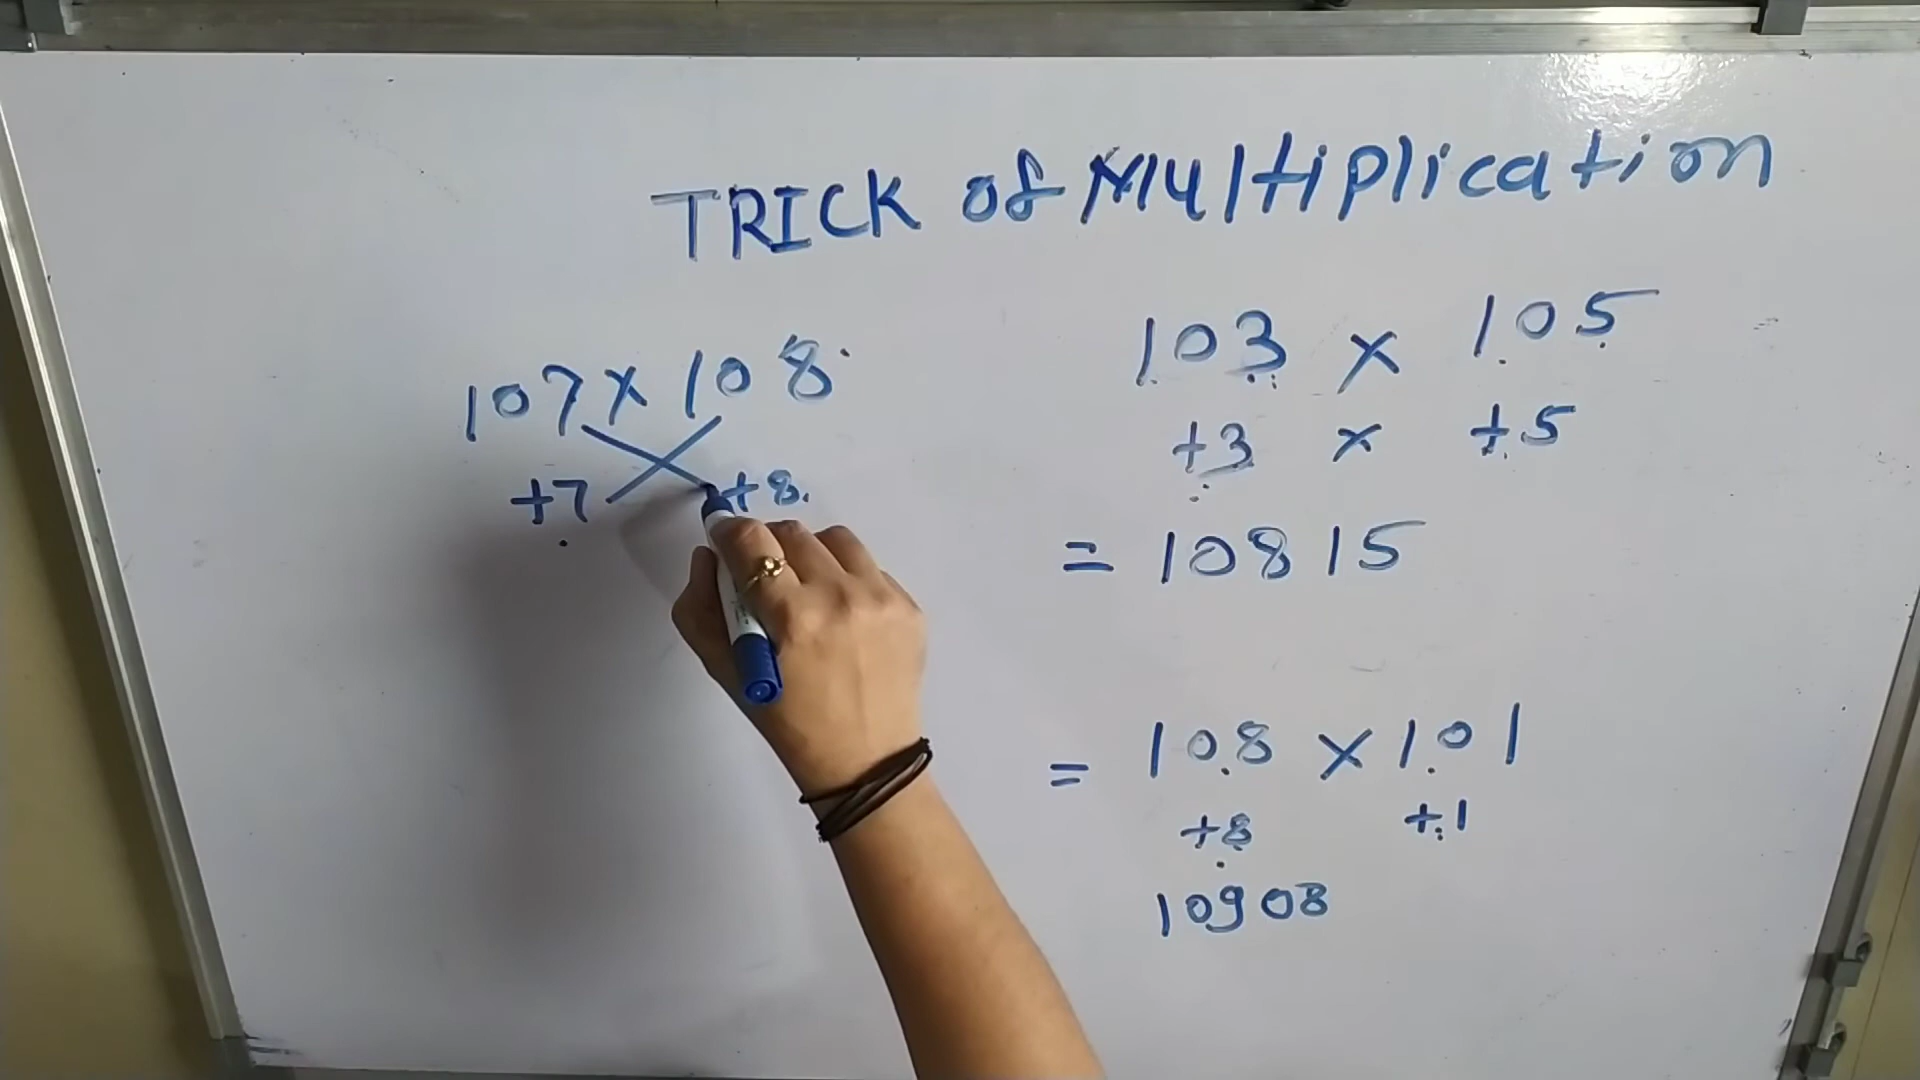 TRICK of Multiplication
107 x 108
+7 +8
103 x 105
+3 x +5
= 10815
= 108 x 101
+8 +1
10908